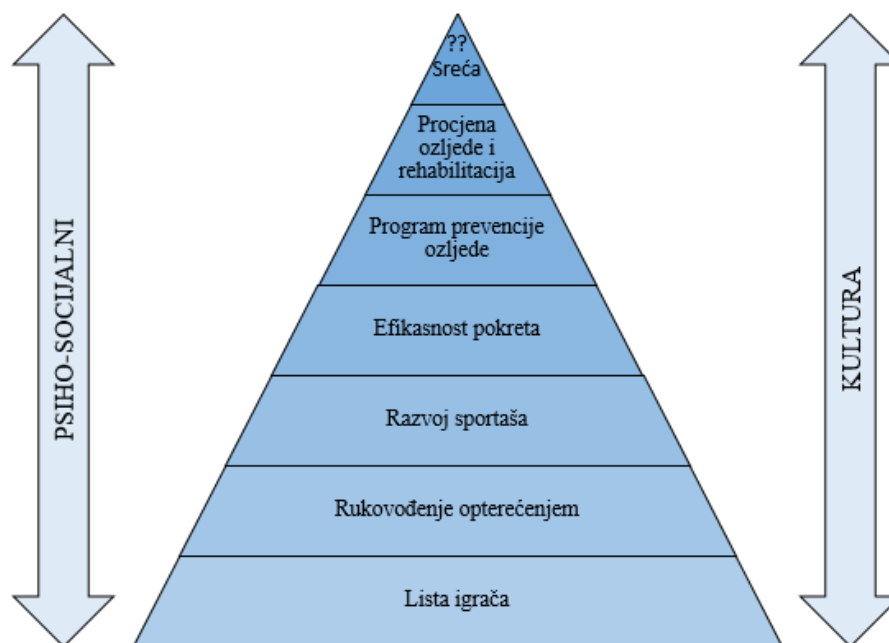 ??
Sreća
Procjena
ozljede i
rehabilitacija
Program prevencije
ozljede
Efikasnost pokreta
Razvoj sportaša
Rukovođenje opterećenjem
Lista igrača
PSIHO-SOCIJALNI
KULTURA